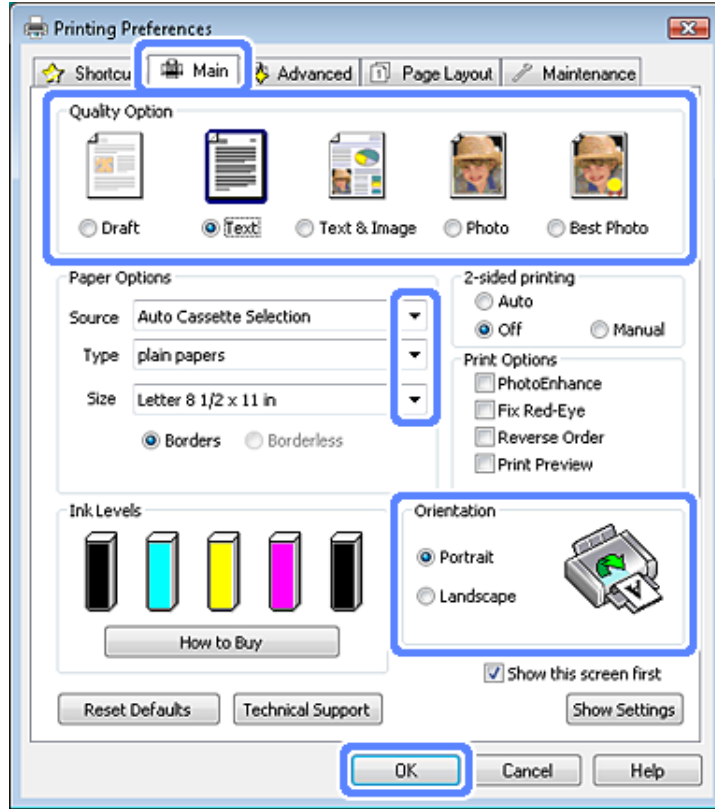 Printing Preferences
Shortcu Main Advanced Page Layout Maintenance
Quality Option
Draft Text Text & Image Photo Best Photo
Paper Options
Source Auto Cassette Selection
Type plain papers
Size Letter 8 1/2 x 11 in
Borders Borderless
2-sided printing
Auto
Off Manual
Print Options
PhotoEnhance
Fix Red-Eye
Reverse Order
Print Preview
Ink Levels
How to Buy
Orientation
Portrait
Landscape
A
Show this screen first
Reset Defaults Technical Support Show Settings
OK Cancel Help